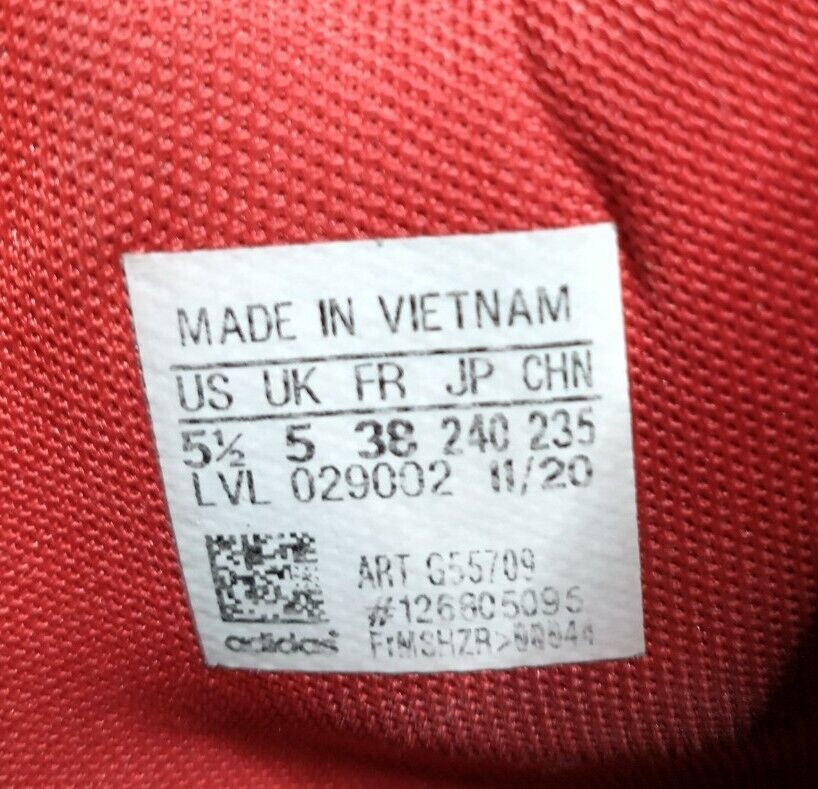 MADE IN VIETNAM
US UK FR JP CHN
5½ 5 38 240 235
LVL 029002 11/20
ART G55709
#126805095
adidas